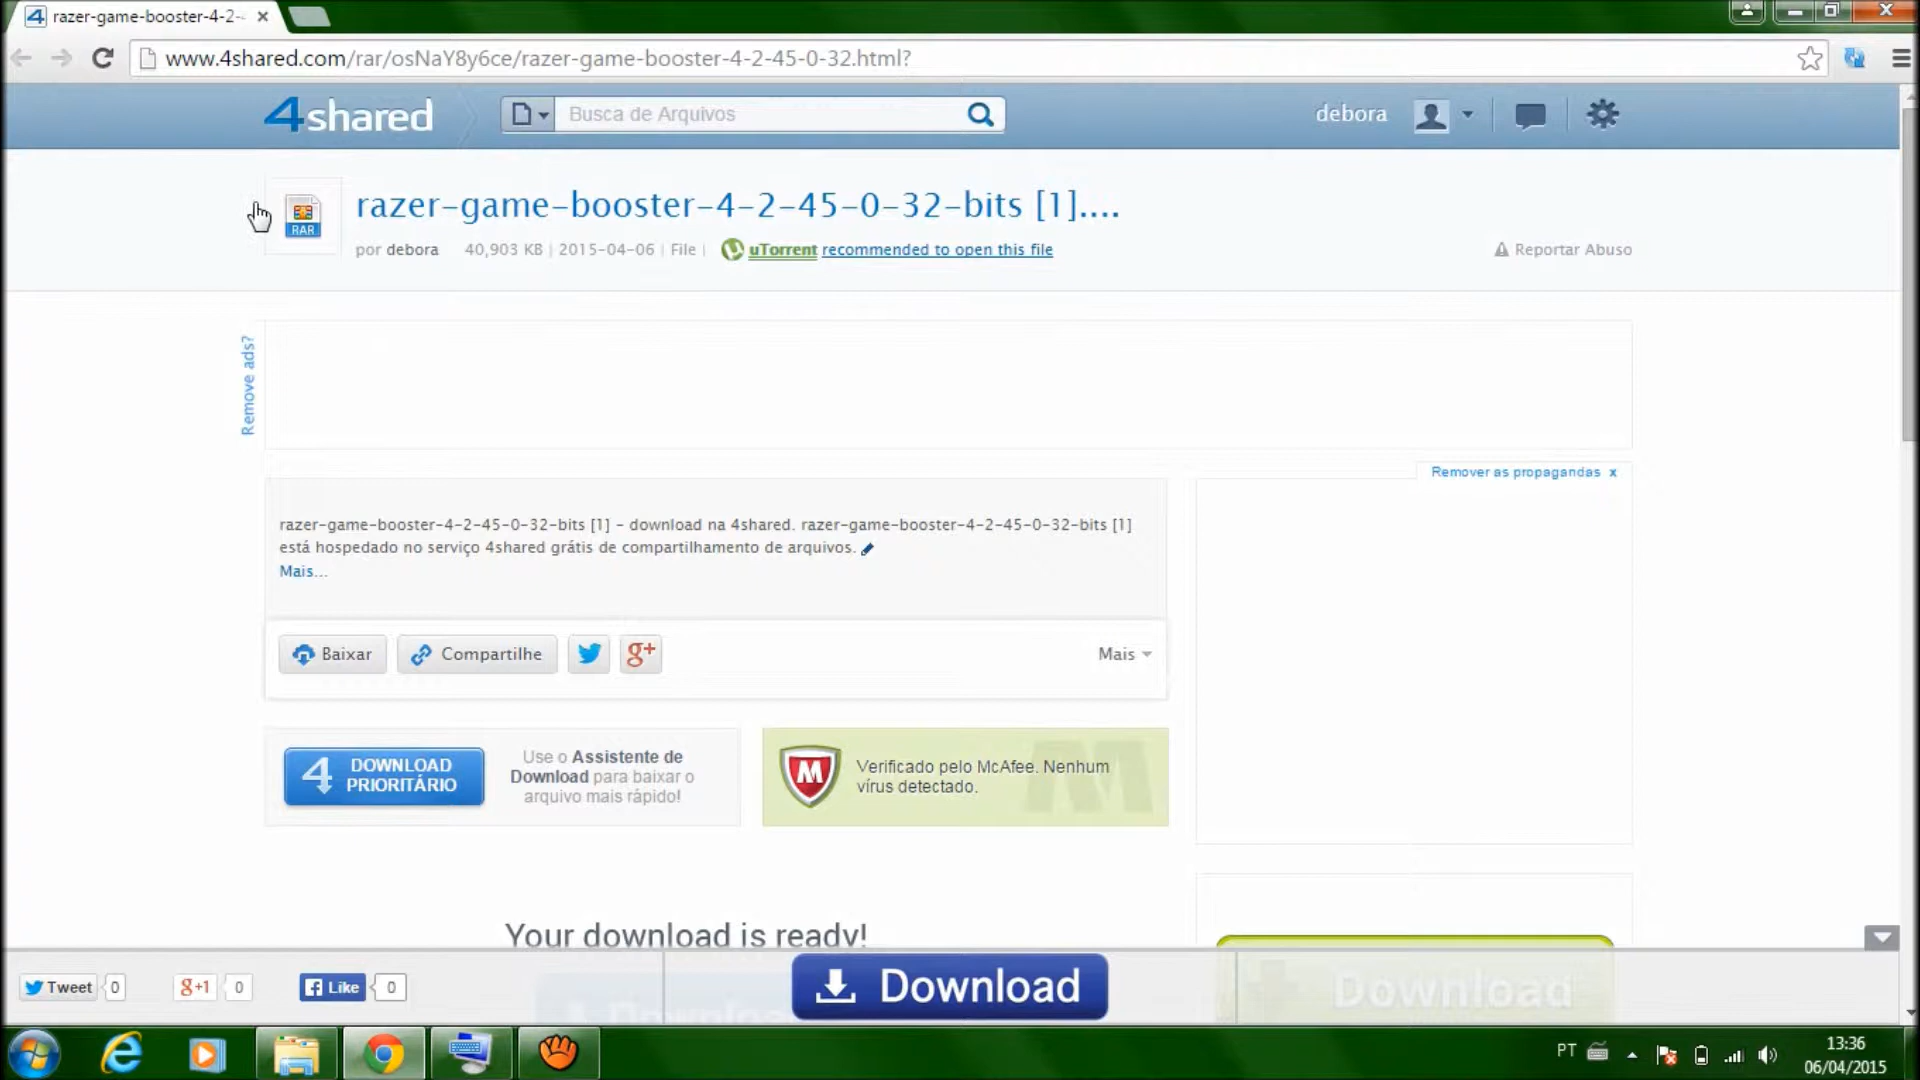 razer-game-booster-4-2-
www.4shared.com/rar/osNaY8y6ce/razer-game-booster-4-2-45-0-32.html?
4shared
Busca de Arquivos
debora
RAR
razer-game-booster-4-2-45-0-32-bits [1]....
por debora 40,903 KB | 2015-04-06 | File | uTorrent recommended to open this file
Reportar Abuso
Remove ads?
Remover as propagandas x
razer-game-booster-4-2-45-0-32-bits [1] - download na 4shared. razer-game-booster-4-2-45-0-32-bits [1]
está hospedado no serviço 4shared grátis de compartilhamento de arquivos.
Mais...
Baixar
Compartilhe
g+
Mais
4 DOWNLOAD
PRIORITÁRIO
Use o Assistente de
Download para baixar o
arquivo mais rápido!
Verificado pelo McAfee. Nenhum
vírus detectado.
Your download is ready!
Tweet 0
g+1 0
Like 0
Download
Download
PT
13:36
06/04/2015